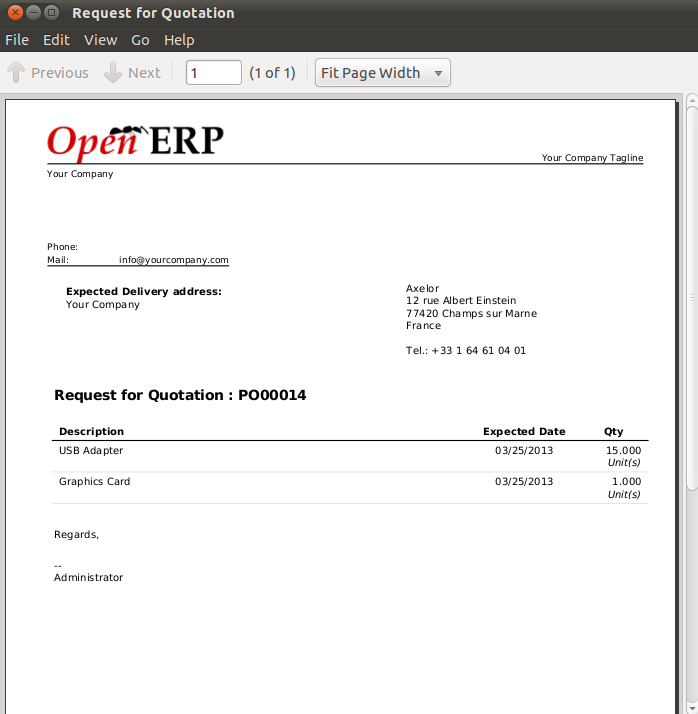 Request for Quotation
File Edit View Go Help
Previous Next 1 (1 of 1) Fit Page Width
Open ERP
Your Company Tagline
Your Company
Phone:
Mail: info@yourcompany.com
Expected Delivery address:
Your Company
Axelor
12 rue Albert Einstein
77420 Champs sur Marne
France
Tel.: +33 1 64 61 04 01
Request for Quotation : PO00014
Description Expected Date Qty
USB Adapter 03/25/2013 15.000
Unit(s)
Graphics Card 03/25/2013 1.000
Unit(s)
Regards,
--
Administrator